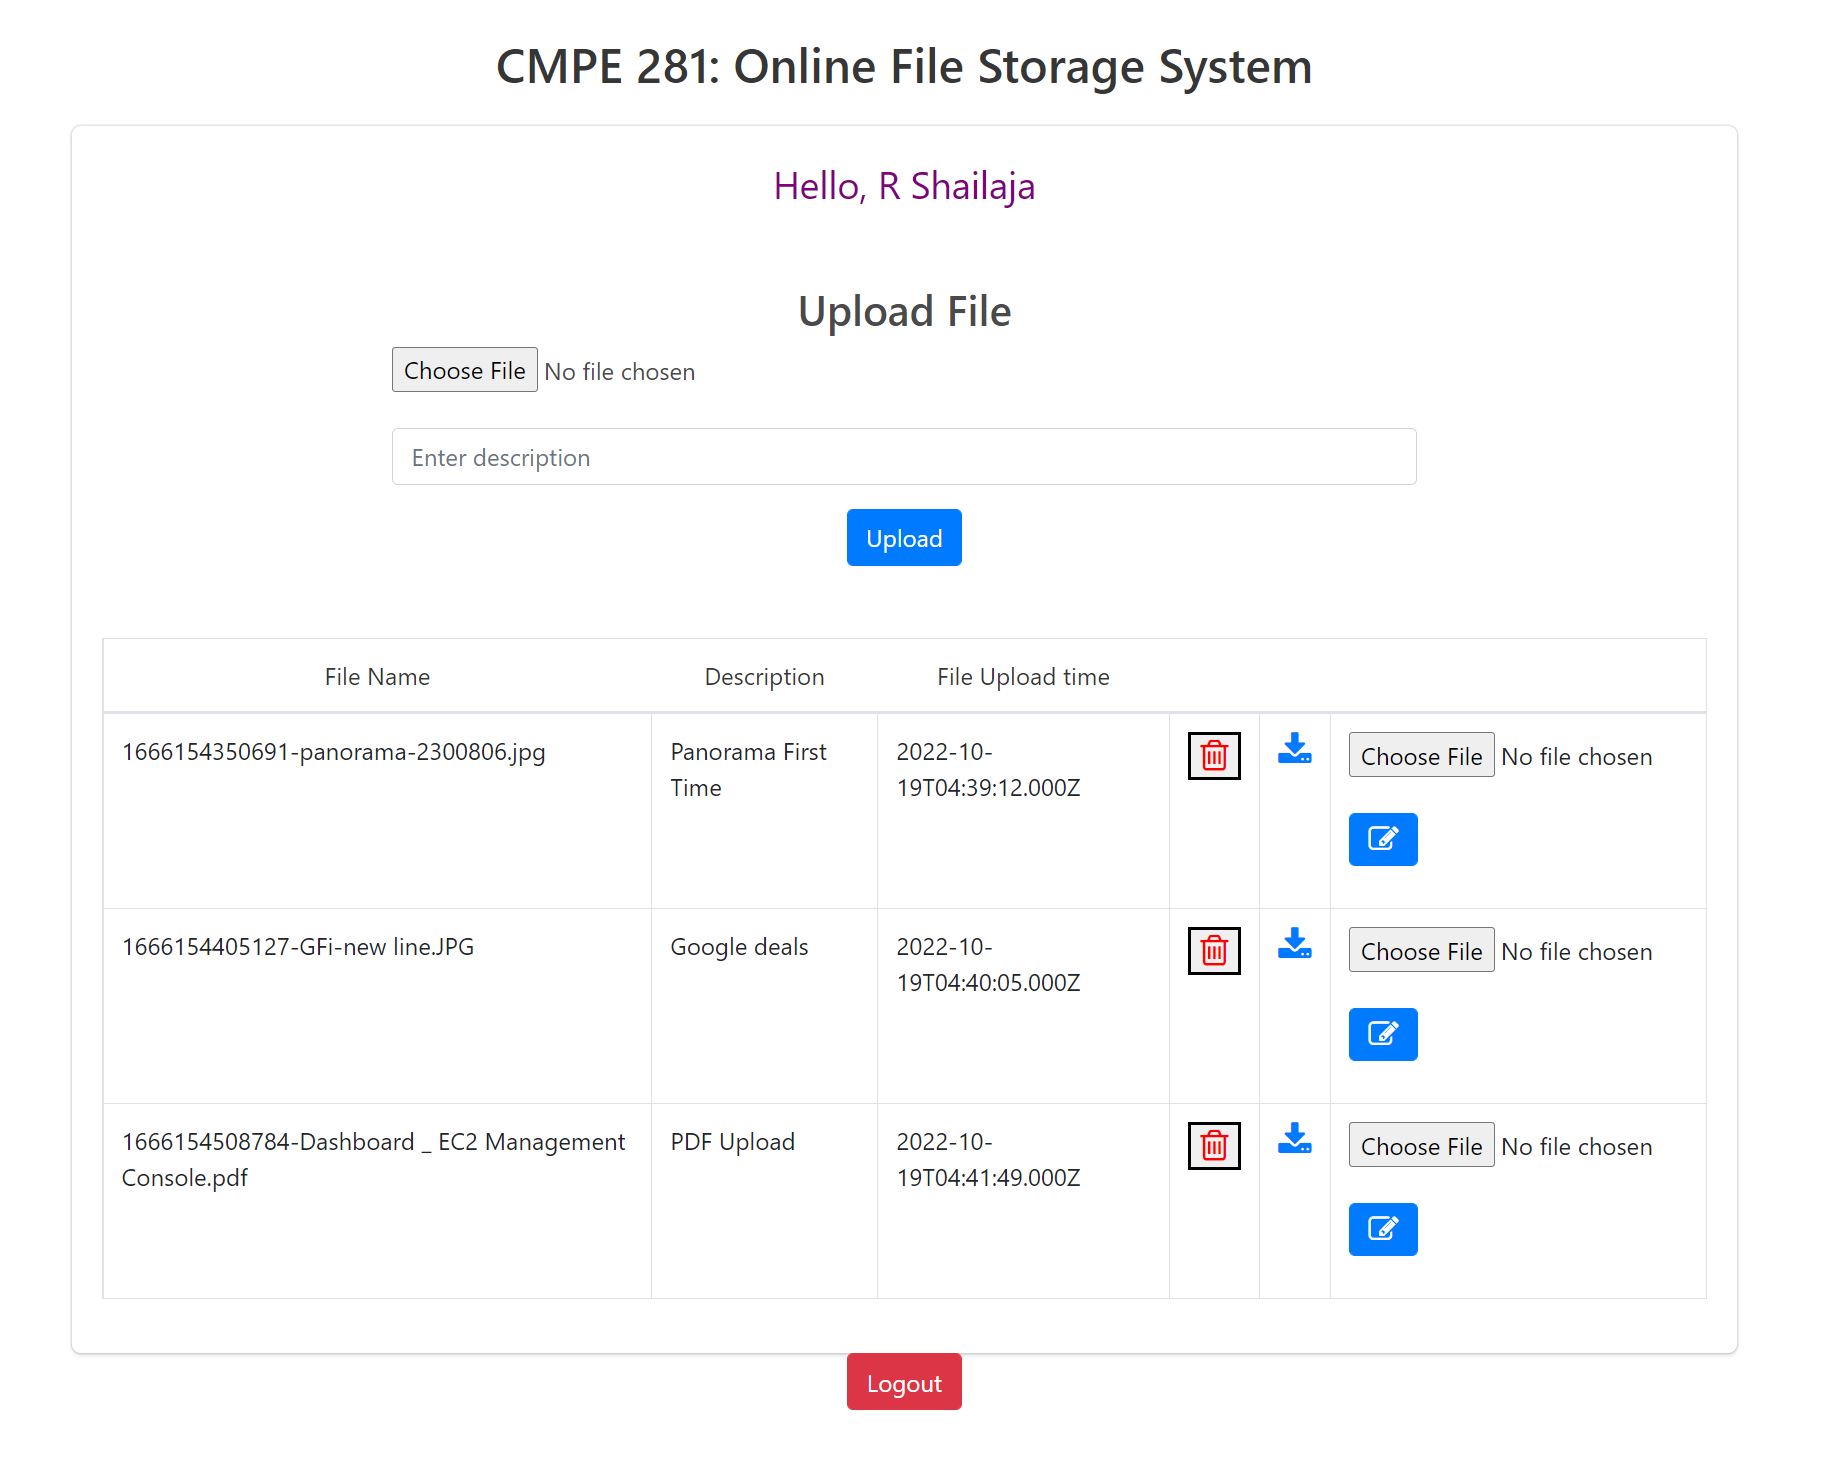 CMPE 281: Online File Storage System
Hello, R Shailaja
Upload File
Choose File No file chosen
Enter description
Upload
File Name Description File Upload time
1666154350691-panorama-2300806.jpg Panorama First 2022-10- Choose File No file chosen
Time 19T04:39:12.000Z
1666154405127-GFi-new line.JPG Google deals 2022-10- Choose File No file chosen
19T04:40:05.000Z
1666154508784-Dashboard _ EC2 Management PDF Upload 2022-10- Choose File No file chosen
Console.pdf 19T04:41:49.000Z
Logout